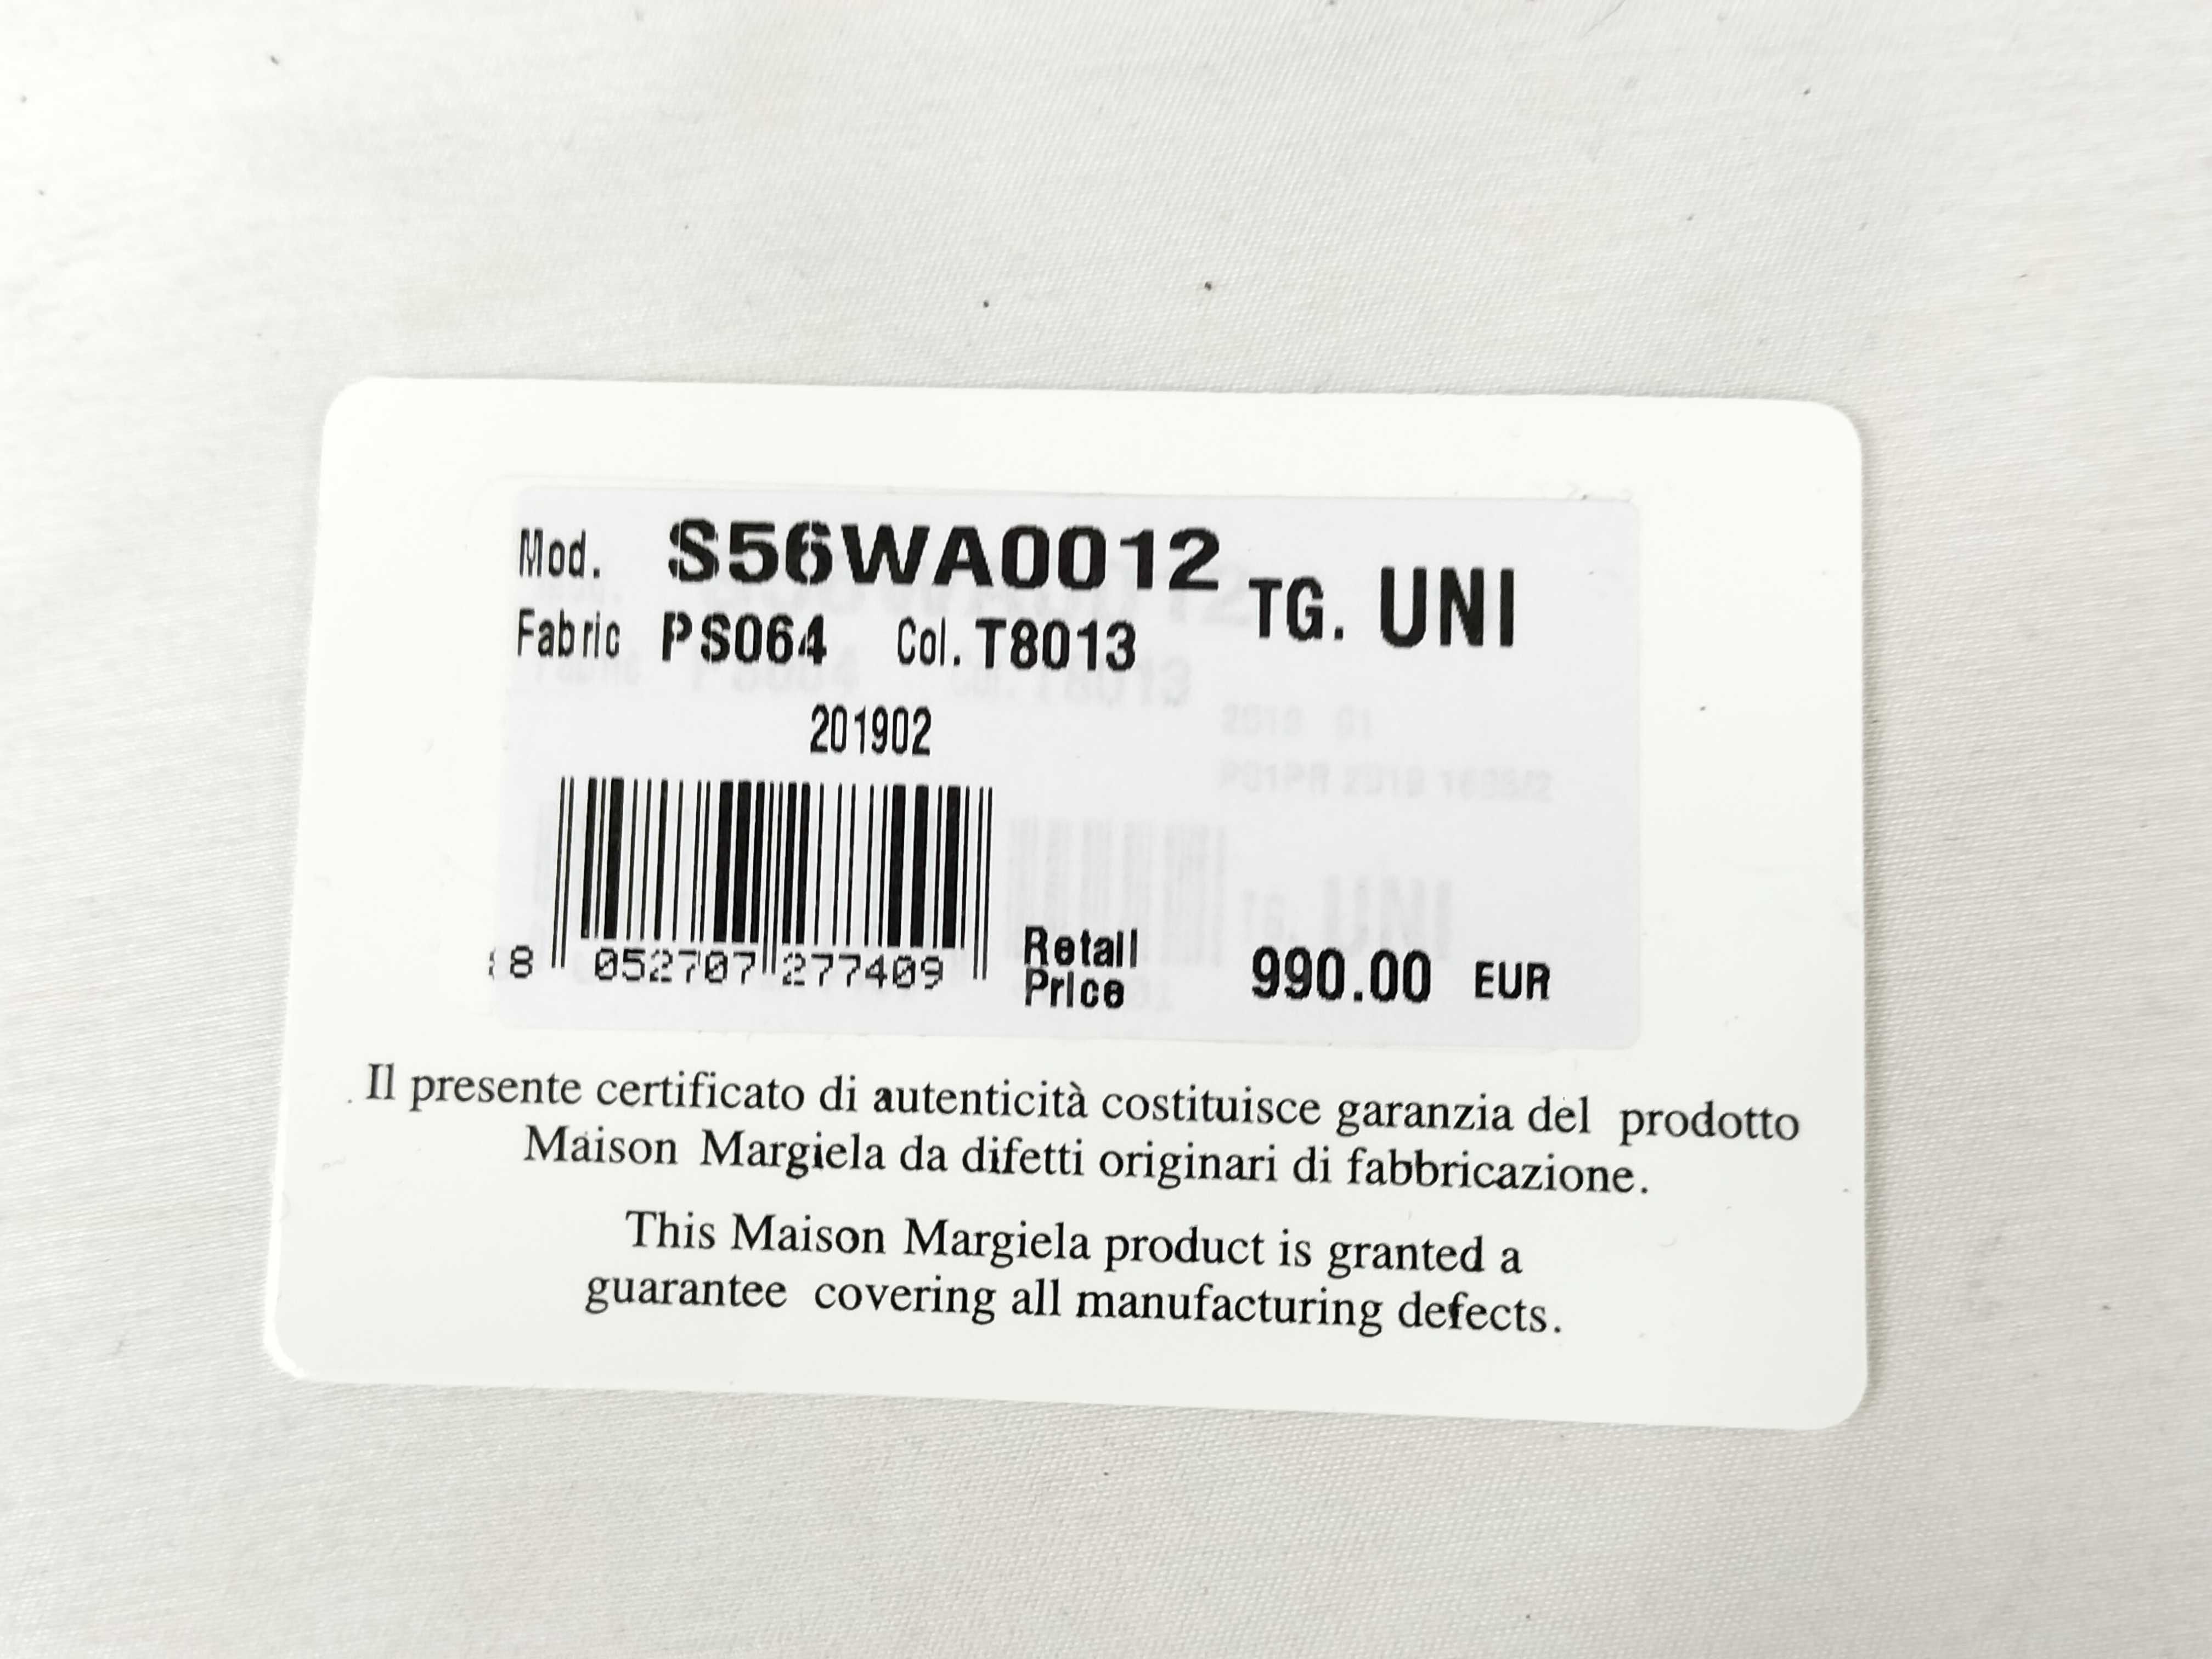 Mod. S56WA0012 TG. UNI
Fabric PS064 Col. T8013
201902
8 052707 277409
Retail Price 990.00 EUR
Il presente certificato di autenticità costituisce garanzia del prodotto
Maison Margiela da difetti originari di fabbricazione.
This Maison Margiela product is granted a
guarantee covering all manufacturing defects.